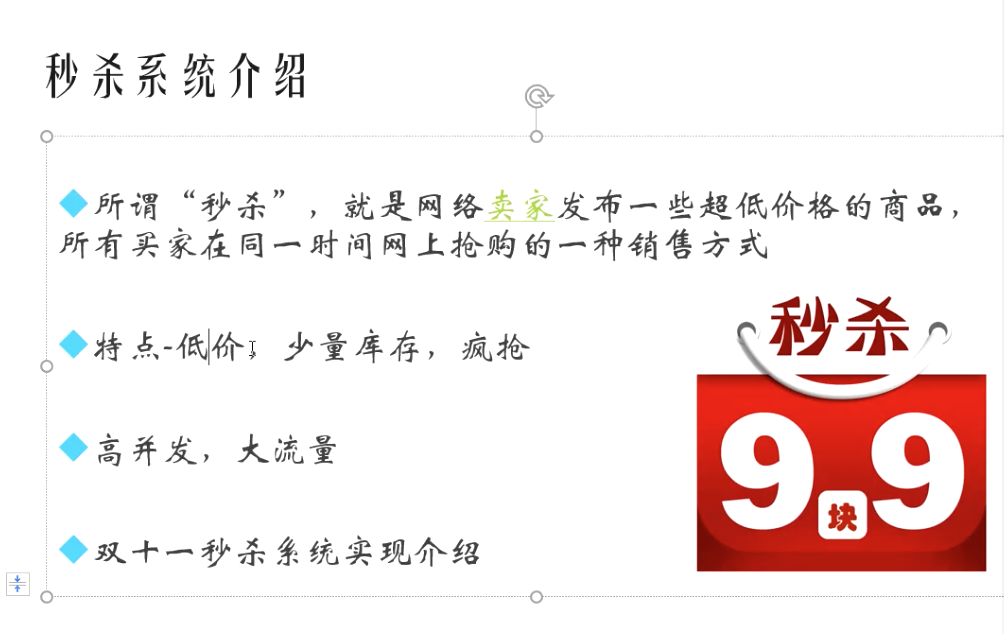 秒杀系统介绍
所谓“秒杀”，就是网络卖家发布一些超低价格的商品，
所有买家在同一时间网上抢购的一种销售方式
特点-低价，少量库存，疯抢
秒杀
9块9
高并发，大流量
双十一秒杀系统实现介绍